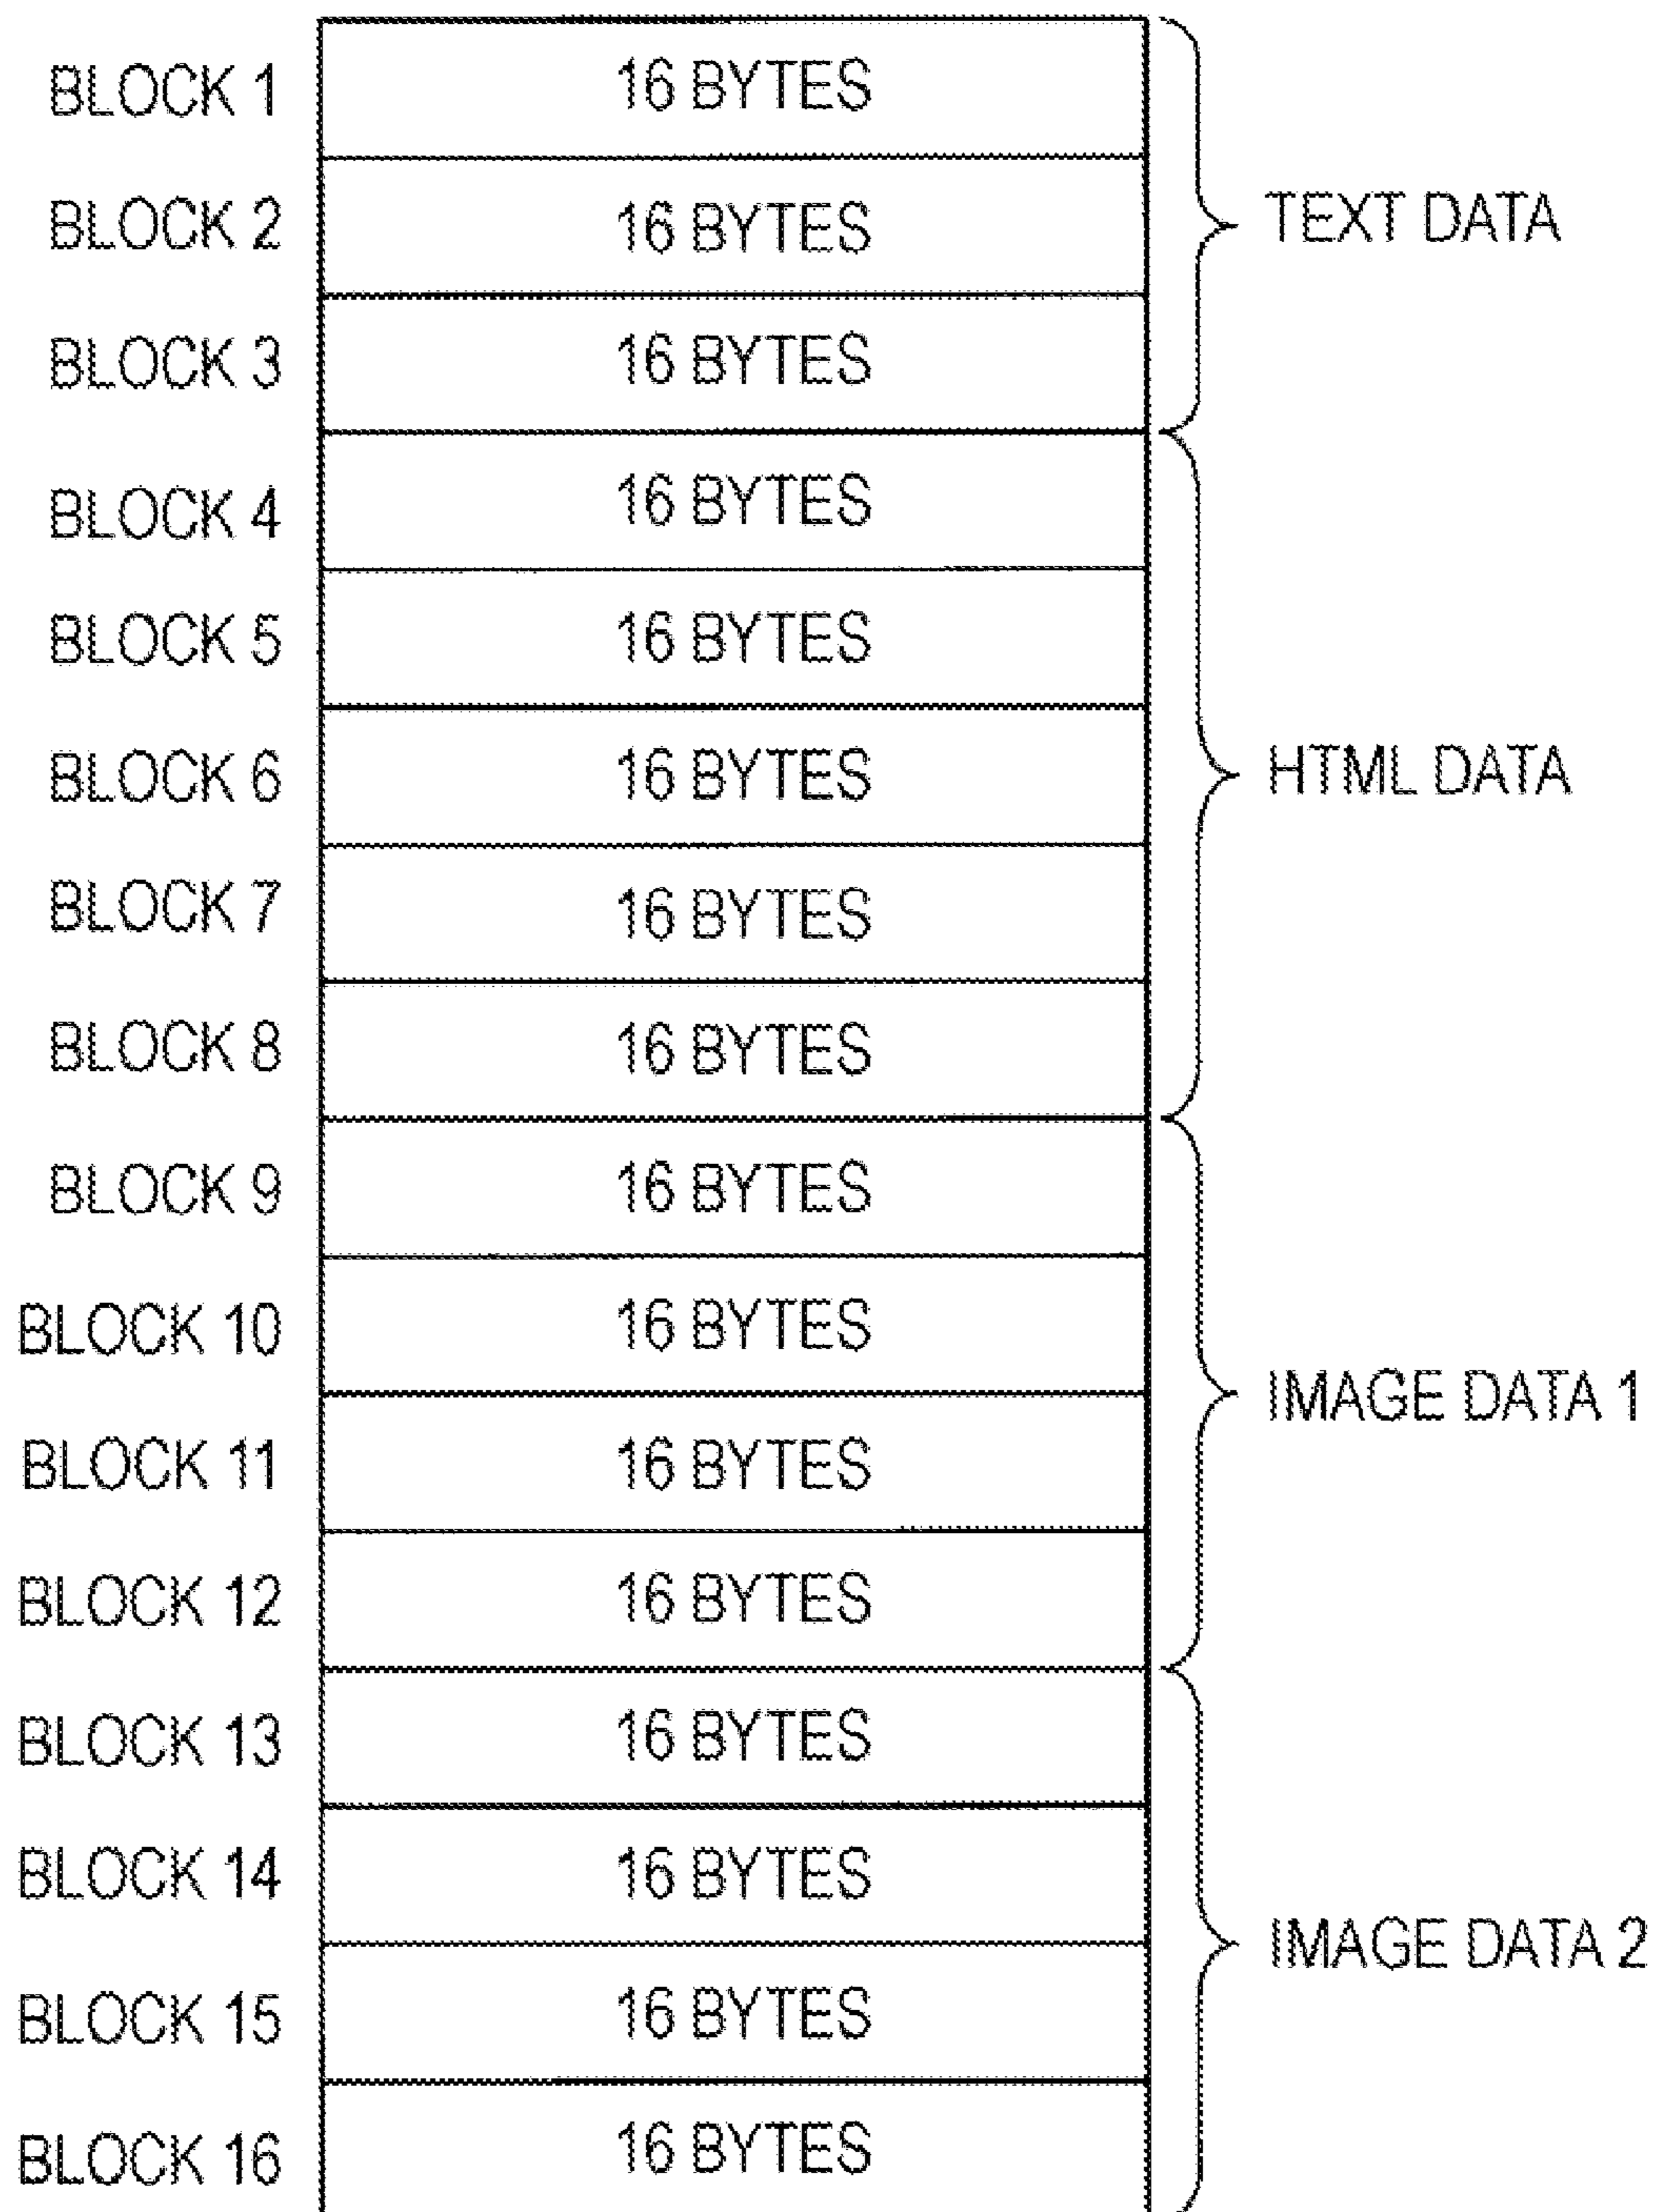 BLOCK 1 16 BYTES
BLOCK 2 16 BYTES TEXT DATA
BLOCK 3 16 BYTES
BLOCK 4 16 BYTES
BLOCK 5 16 BYTES
BLOCK 6 16 BYTES HTML DATA
BLOCK 7 16 BYTES
BLOCK 8 16 BYTES
BLOCK 9 16 BYTES
BLOCK 10 16 BYTES
IMAGE DATA 1
BLOCK 11 16 BYTES
BLOCK 12 16 BYTES
BLOCK 13 16 BYTES
BLOCK 14 16 BYTES
IMAGE DATA 2
BLOCK 15 16 BYTES
BLOCK 16 16 BYTES